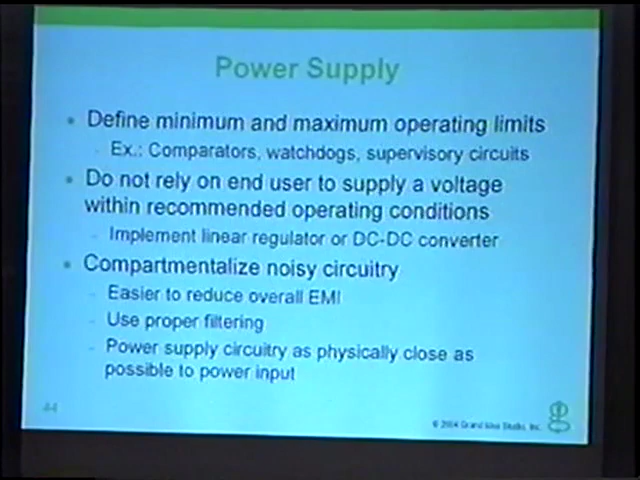 Power Supply
• Define minimum and maximum operating limits
- Ex.: Comparators, watchdogs, supervisory circuits
• Do not rely on end user to supply a voltage
within recommended operating conditions
- Implement linear regulator or DC-DC converter
• Compartmentalize noisy circuitry
- Easier to reduce overall EMI
- Use proper filtering
- Power supply circuitry as physically close as
possible to power input
44
© 2004 Grand Idea Studio, Inc.